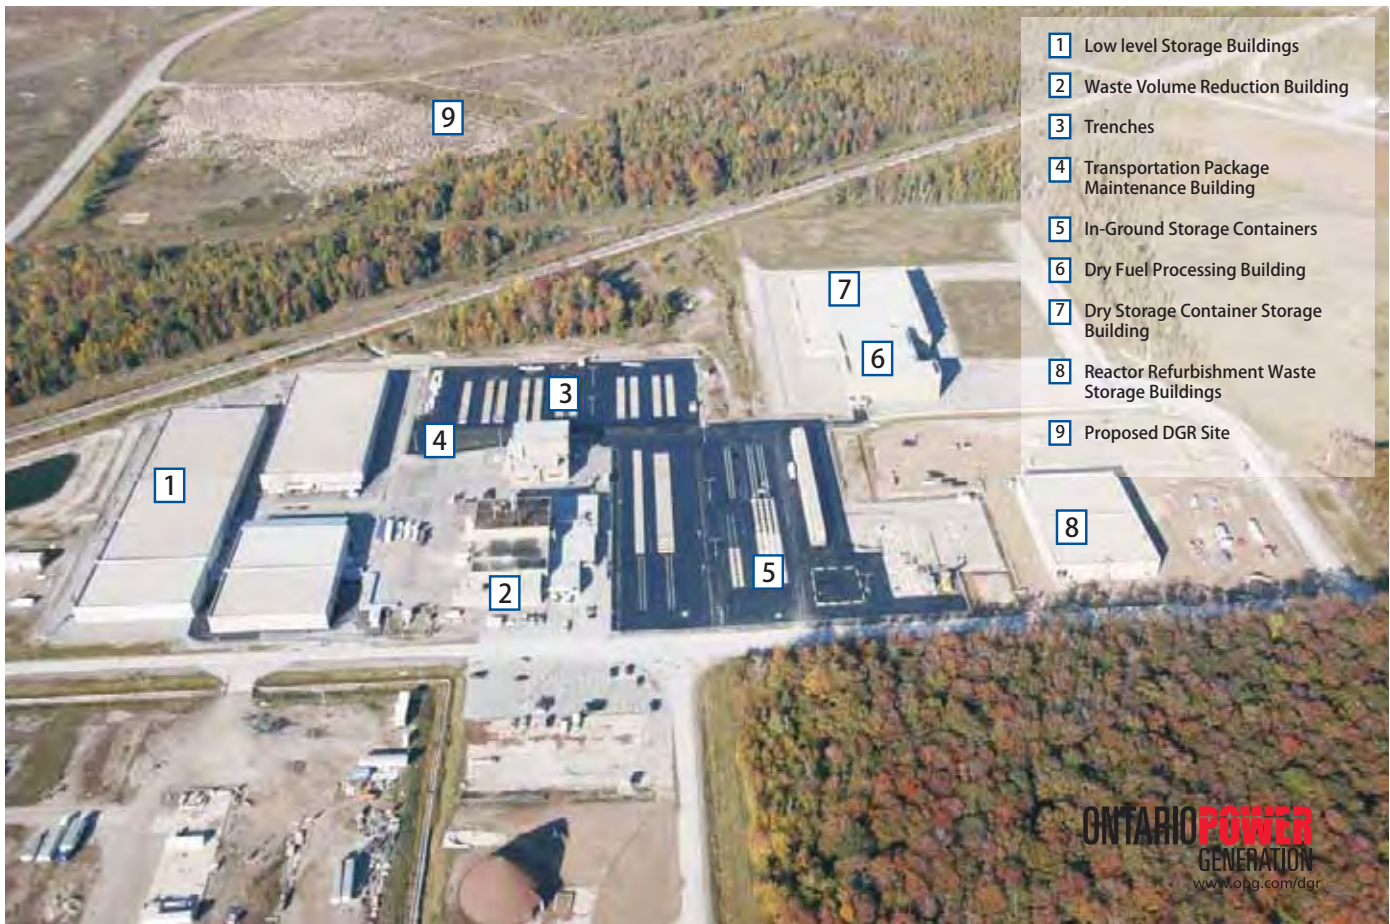 1 Low level Storage Buildings
2 Waste Volume Reduction Building
3 Trenches
4 Transportation Package
Maintenance Building
5 In-Ground Storage Containers
6 Dry Fuel Processing Building
7 Dry Storage Container Storage
Building
8 Reactor Refurbishment Waste
Storage Buildings
9 Proposed DGR Site
9
7
6
3
4
1
8
5
2
ONTARIOPOWER
GENERATION
www.opg.com/dgr